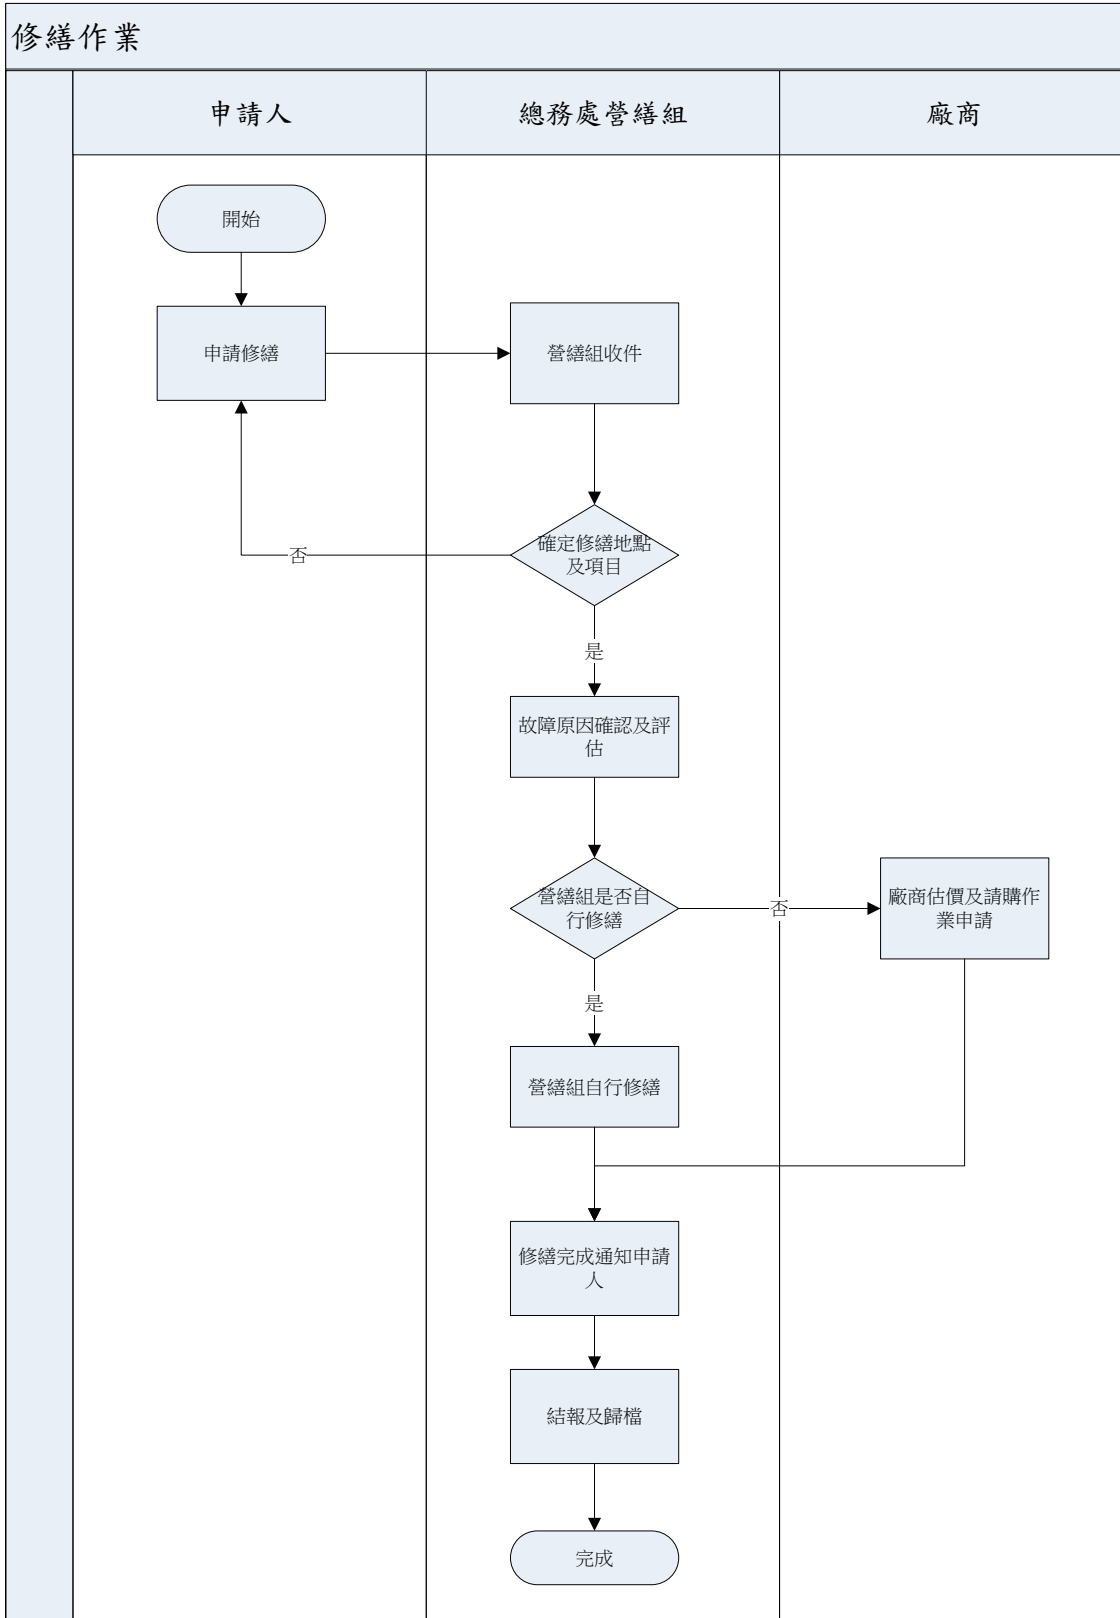 修繕作業
申請人
總務處營繕組
廠商
開始
申請修繕
營繕組收件
確定修繕地點
及項目
否
是
故障原因確認及評
估
營繕組是否自
行修繕
否
廠商估價及請購作
業申請
是
營繕組自行修繕
修繕完成通知申請
人
結報及歸檔
完成